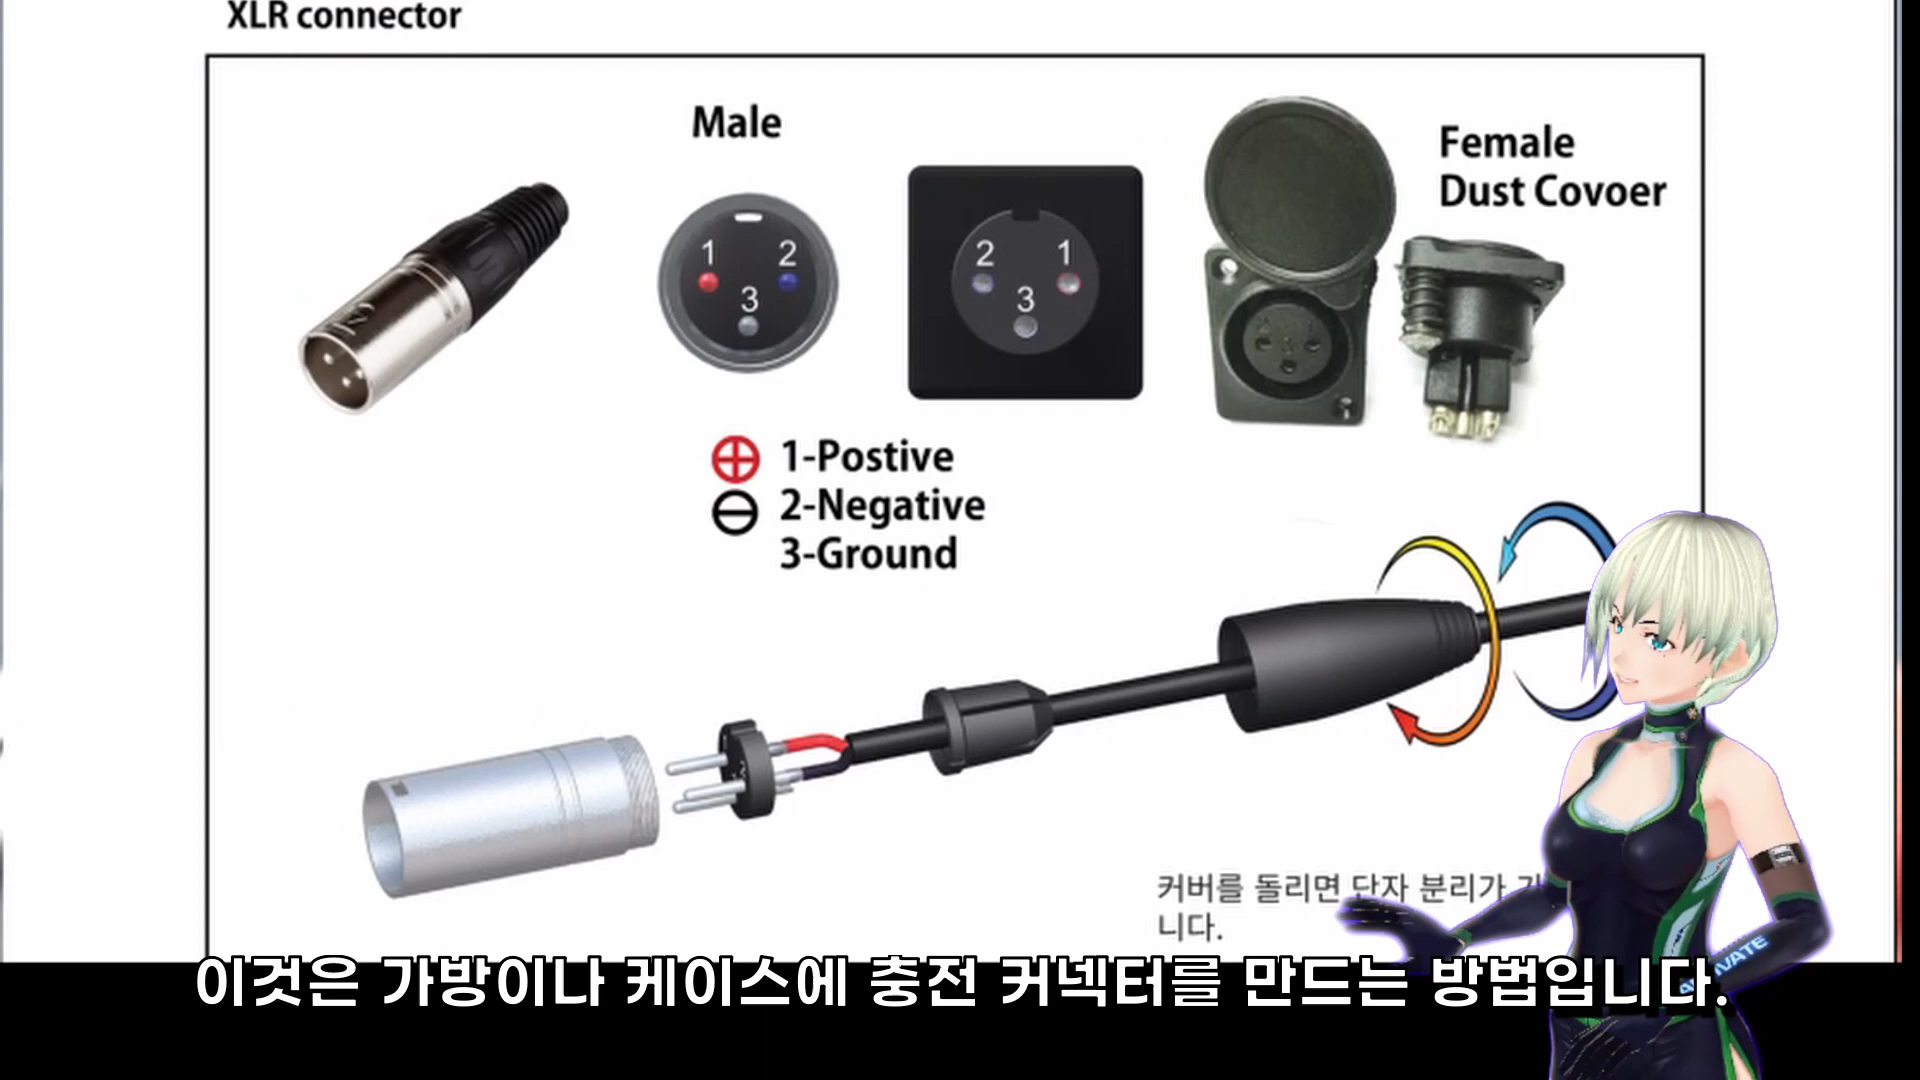 XLR connector
Male
Female
Dust Covoer
1 2
3
2 1
3
1-Postive
2-Negative
3-Ground
커버를 돌리면 단자 분리가
니다.
이것은 가방이나 케이스에 충전 커넥터를 만드는 방법입니다.